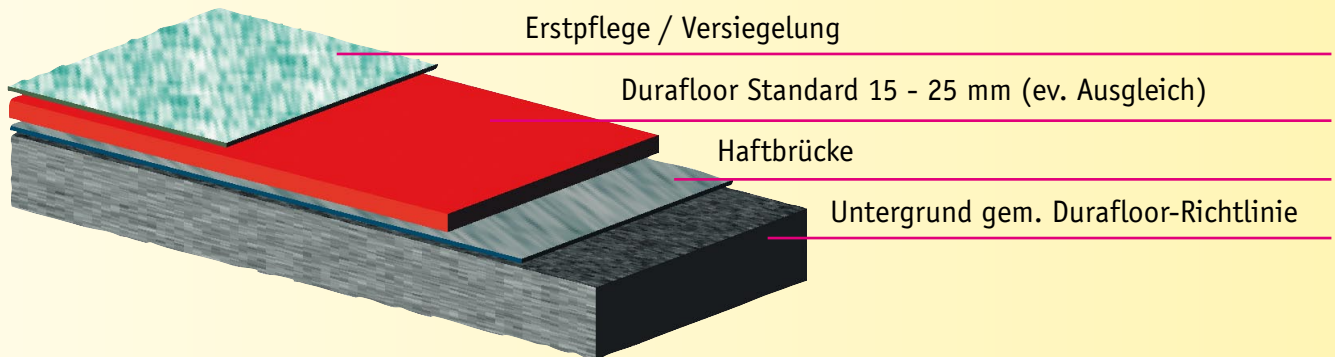 Erstpflege / Versiegelung
Durafloor Standard 15 - 25 mm (ev. Ausgleich)
Haftbrücke
Untergrund gem. Durafloor-Richtlinie